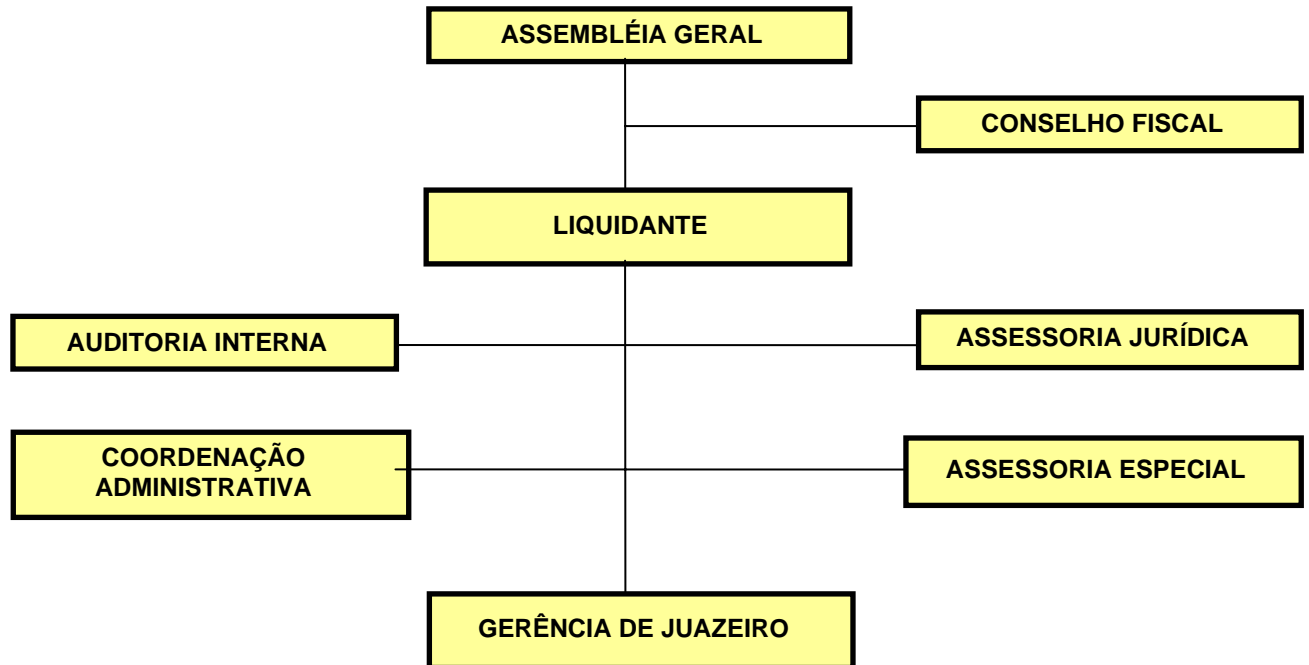 ASSEMBLÉIA GERAL
CONSELHO FISCAL
LIQUIDANTE
AUDITORIA INTERNA
ASSESSORIA JURÍDICA
COORDENAÇÃO
ADMINISTRATIVA
ASSESSORIA ESPECIAL
GERÊNCIA DE JUAZEIRO